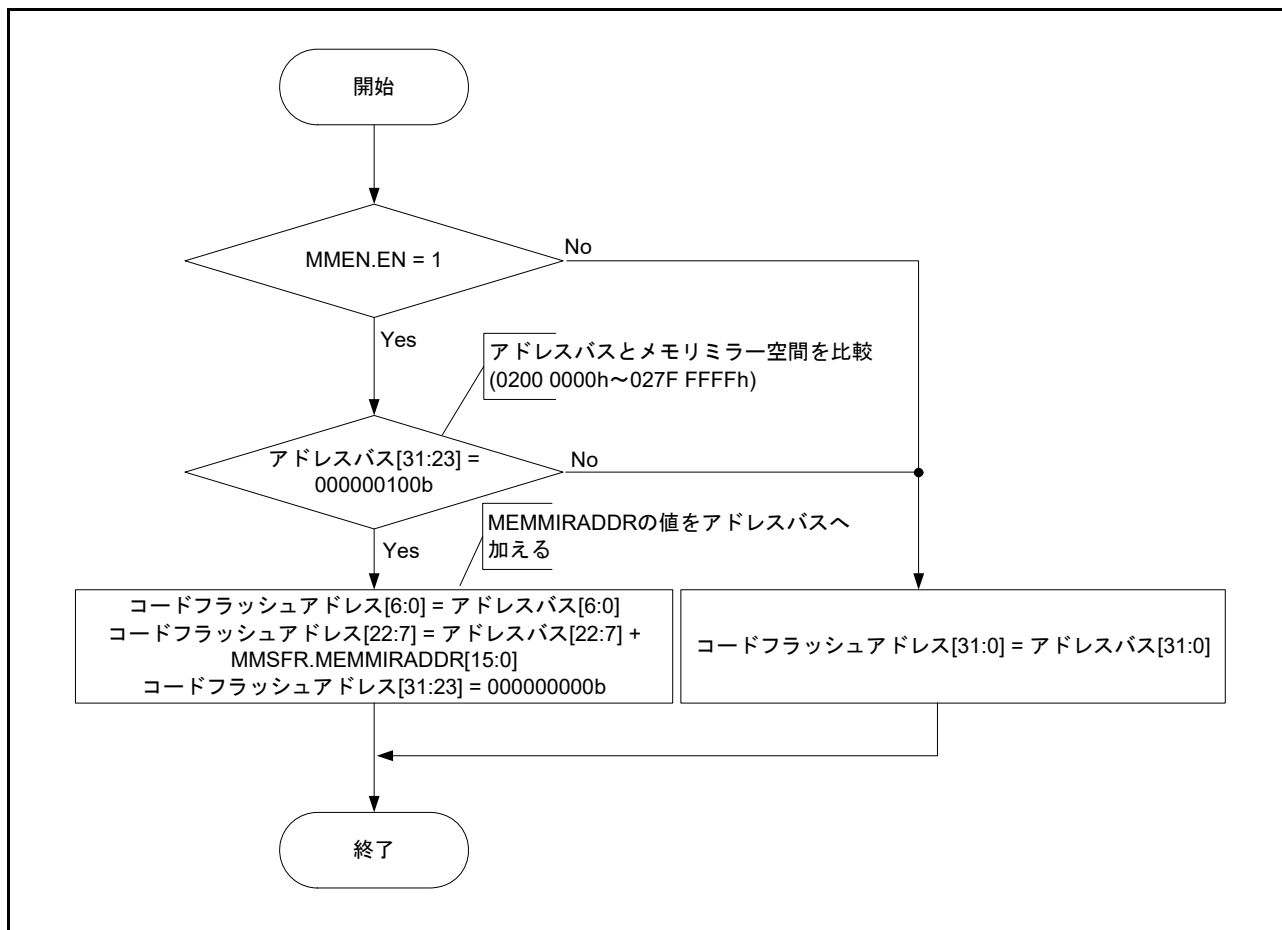 開始
MMEN.EN = 1
No
Yes
アドレスバスとメモリミラー空間を比較
(0200 0000h～027F FFFFh)
アドレスバス[31:23] =
000000100b
No
Yes
MEMMIRADDRの値をアドレスバスへ
加える
コードフラッシュアドレス[6:0] = アドレスバス[6:0]
コードフラッシュアドレス[22:7] = アドレスバス[22:7] +
MMSFR.MEMMIRADDR[15:0]
コードフラッシュアドレス[31:23] = 000000000b
コードフラッシュアドレス[31:0] = アドレスバス[31:0]
終了